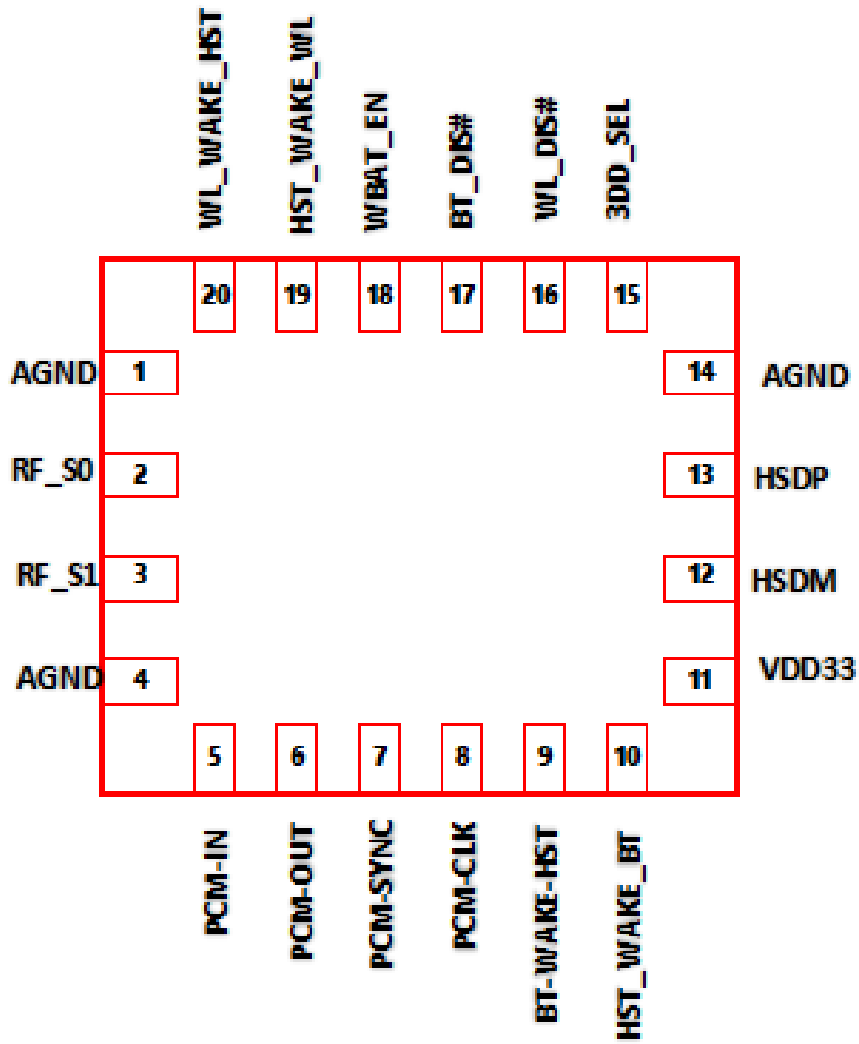 WL_WAKE_HST
HST_WAKE_WL
WBAT_EN
BT_DIS#
WL_DIS#
3DD_SEL
20
19
18
17
16
15
AGND 1
14 AGND
RF_S0 2
13 HSDP
RF_S1 3
12 HSDM
AGND 4
11 VDD33
5
6
7
8
9
10
PCM-IN
PCM-OUT
PCM-SYNC
PCM-CLK
BT-WAKE-HST
HST_WAKE_BT